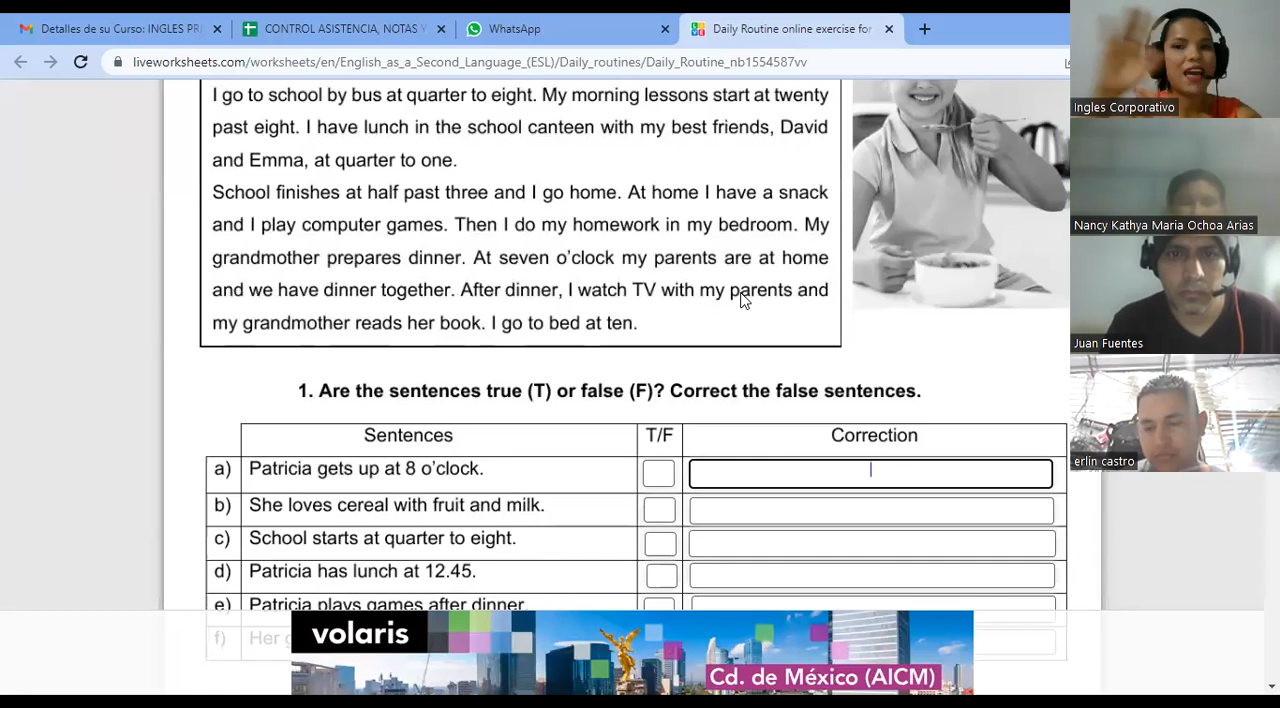 Detalles de su Curso: INGLES PRI
CONTROL ASISTENCIA, NOTAS Y
WhatsApp
Daily Routine online exercise for
liveworksheets.com/worksheets/en/English_as_a_Second_Language_(ESL)/Daily_routines/Daily_Routine_nb1554587vv
I go to school by bus at quarter to eight. My morning lessons start at twenty
past eight. I have lunch in the school canteen with my best friends, David
and Emma, at quarter to one.
School finishes at half past three and I go home. At home I have a snack
and I play computer games. Then I do my homework in my bedroom. My
grandmother prepares dinner. At seven o'clock my parents are at home
and we have dinner together. After dinner, I watch TV with my parents and
my grandmother reads her book. I go to bed at ten.
1. Are the sentences true (T) or false (F)? Correct the false sentences.
Sentences T/F Correction
a) Patricia gets up at 8 o'clock.
b) She loves cereal with fruit and milk.
c) School starts at quarter to eight.
d) Patricia has lunch at 12.45.
e) Patricia plays games after dinner.
f) Her
volaris
Cd. de México (AICM)
Ingles Corporativo
Nancy Kathya Maria Ochoa Arias
Juan Fuentes
erlin castro